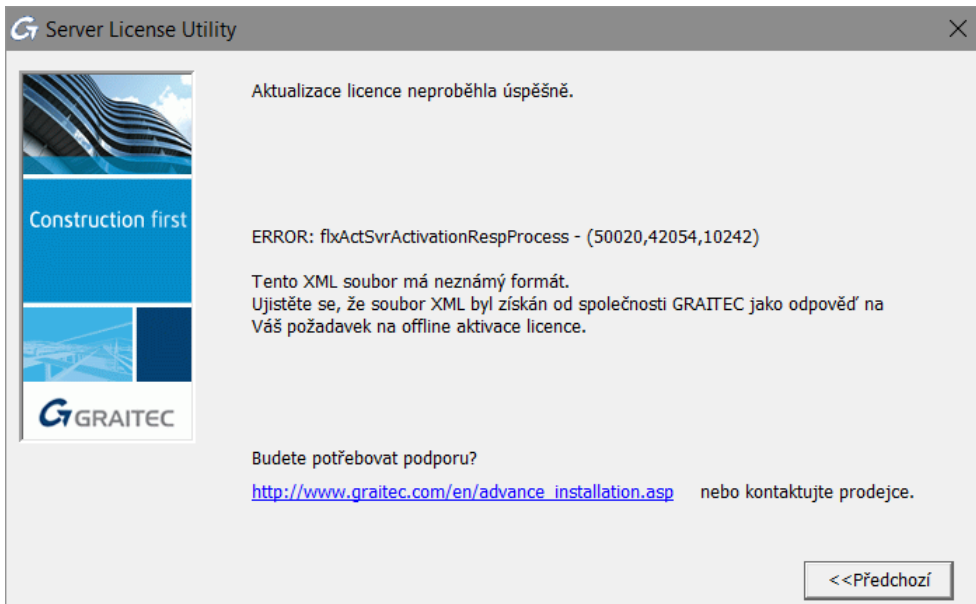 Server License Utility
Aktualizace licence neproběhla úspěšně.
Construction first
ERROR: flxActSvrActivationRespProcess - (50020,42054,10242)
Tento XML soubor má neznámý formát.
Ujistěte se, že soubor XML byl získán od společnosti GRAITEC jako odpověď na
Váš požadavek na offline aktivace licence.
GRAITEC
Budete potřebovat podporu?
http://www.graitec.com/en/advance_installation.asp nebo kontaktujte prodejce.
<<Předchozí